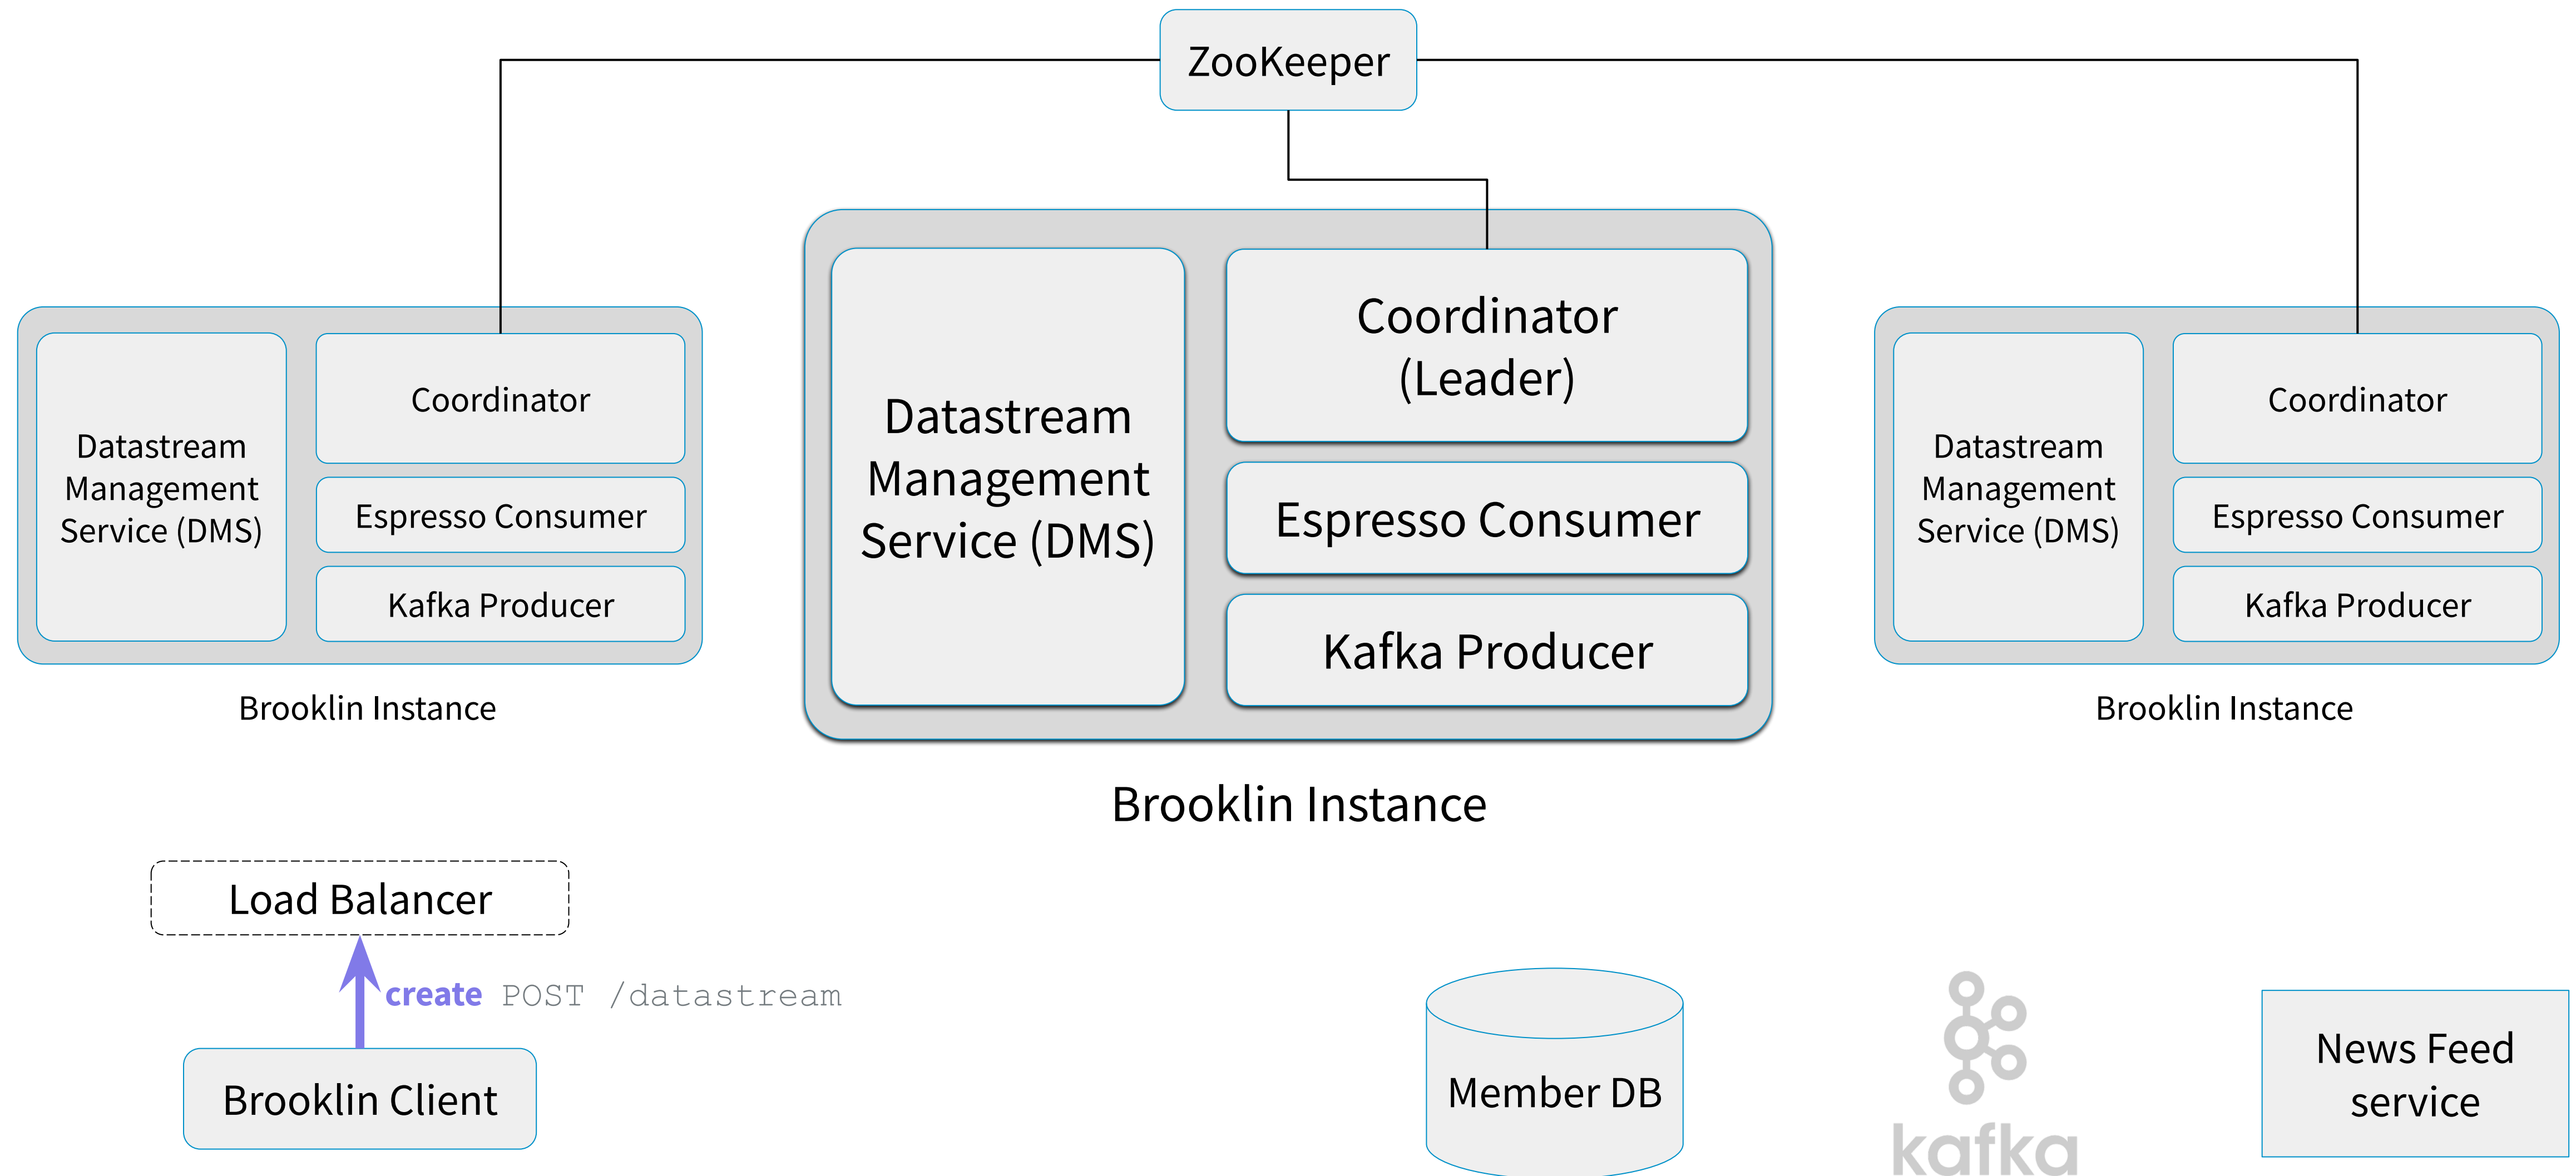 ZooKeeper
Datastream
Management
Service (DMS)
Coordinator
Espresso Consumer
Kafka Producer
Brooklin Instance
Datastream
Management
Service (DMS)
Coordinator
(Leader)
Espresso Consumer
Kafka Producer
Brooklin Instance
Datastream
Management
Service (DMS)
Coordinator
Espresso Consumer
Kafka Producer
Brooklin Instance
Load Balancer
create POST /datastream
Brooklin Client
Member DB
kafka
News Feed
service